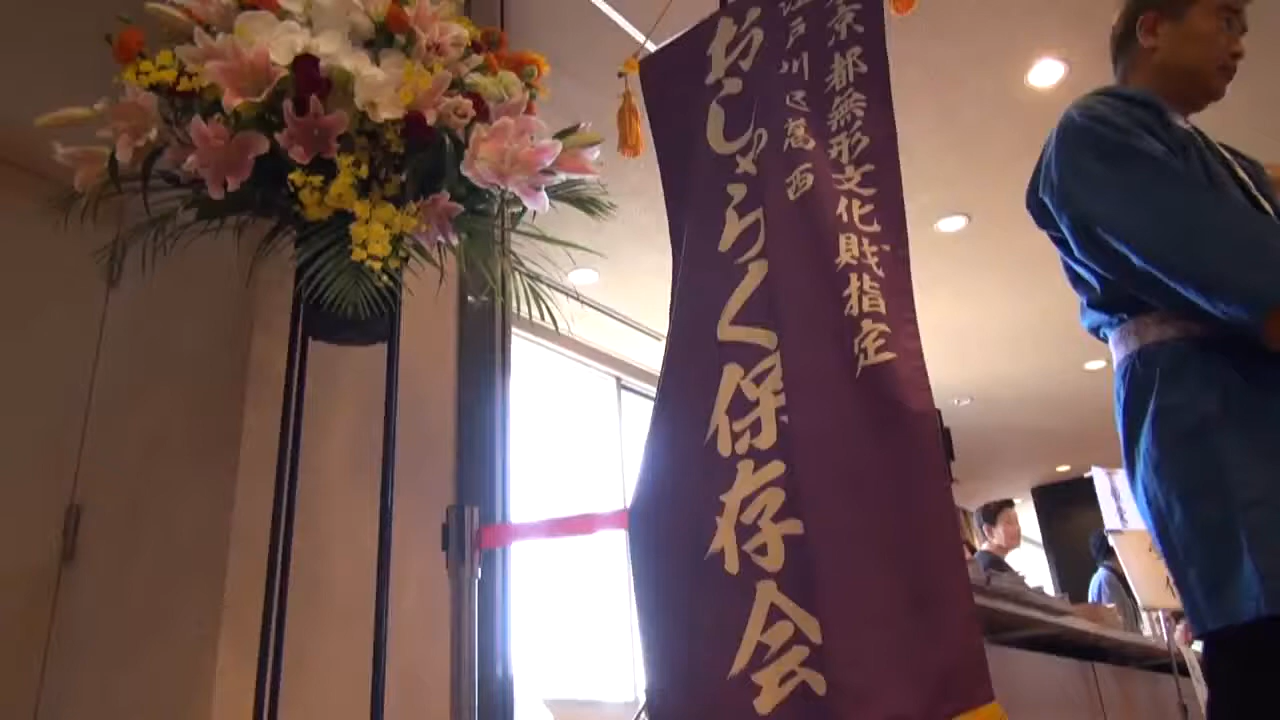 京都無形文化財指定
江戸川区葛西
おしゃらく保存会